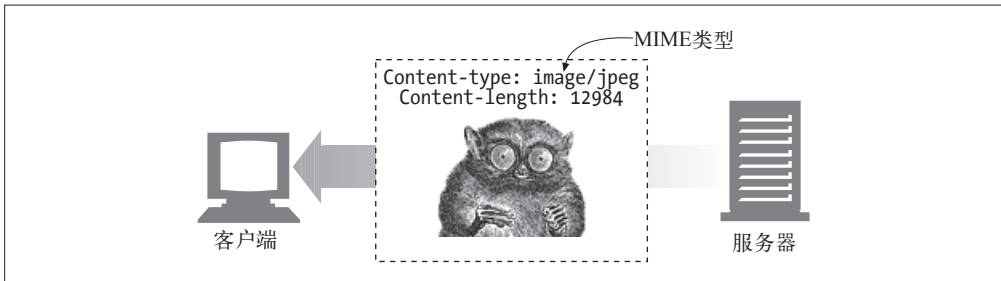 MIME类型
Content-type: image/jpeg
Content-length: 12984
客户端
服务器